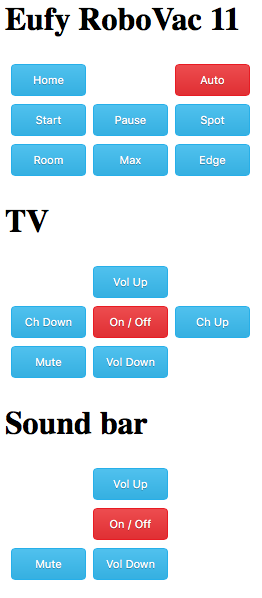 Eufy RoboVac 11
Home Auto
Start Pause Spot
Room Max Edge
TV
Vol Up
Ch Down On / Off Ch Up
Mute Vol Down
Sound bar
Vol Up
On / Off
Mute Vol Down